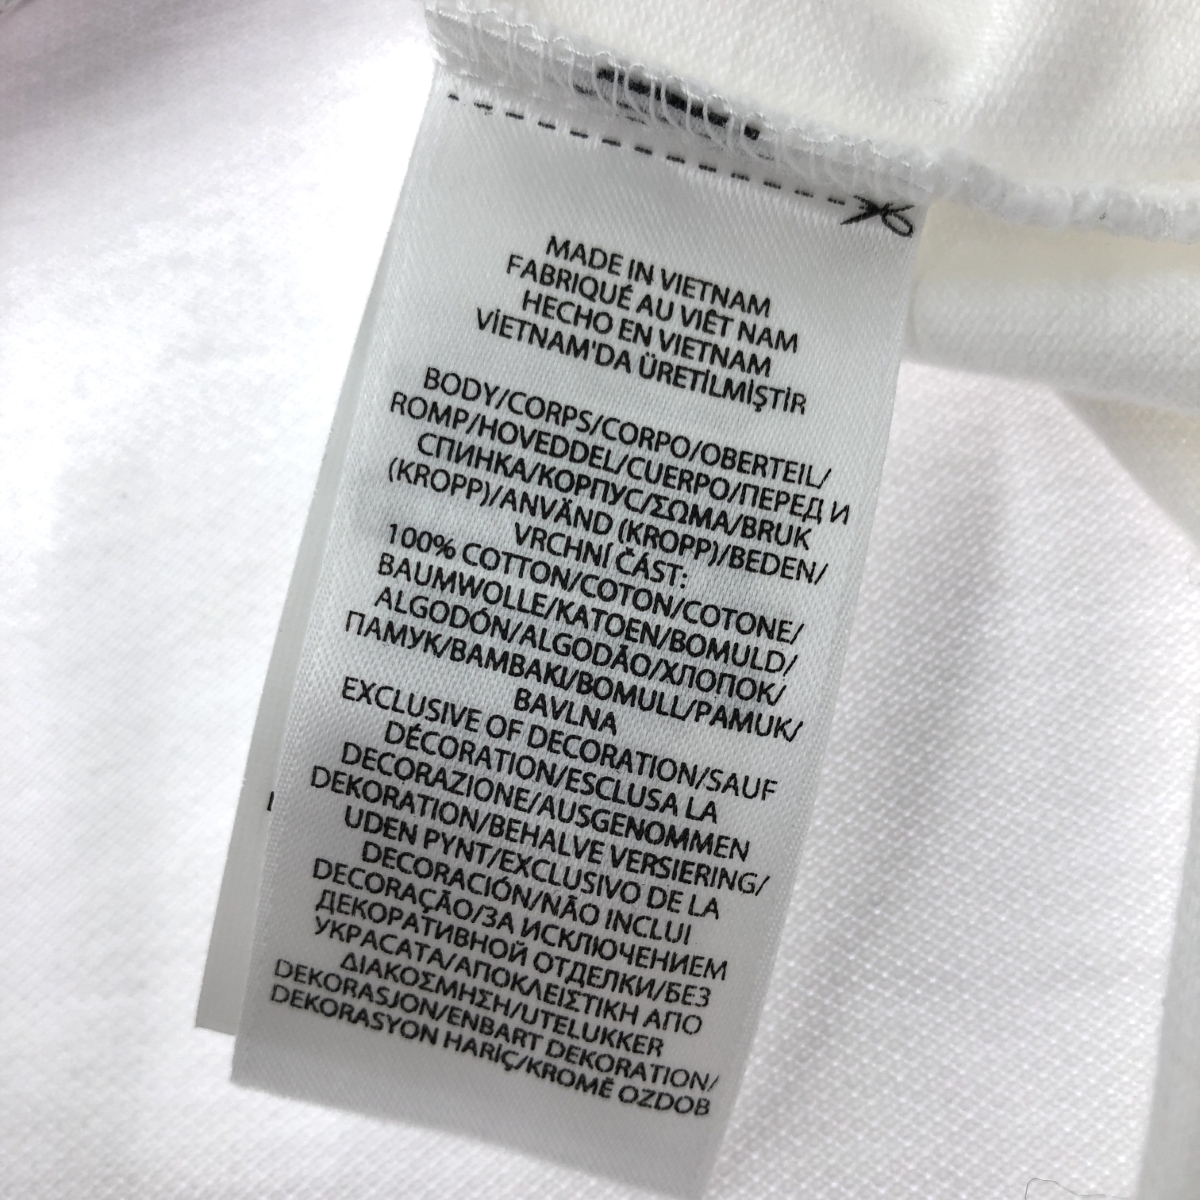 MADE IN VIETNAM
FABRIQUÉ AU VIÊT NAM
HECHO EN VIETNAM
VİETNAM'DA ÜRETİLMİŞTİR
BODY/CORPS/CORPO/OBERTEIL/
ROMP/HOVEDDEL/CUERPO/ПЕРЕД И
СПИНКА/КОРПУС/ΣΩΜΑ/BRUK
(KROPP)/ANVÄND (KROPP)/BEDEN/
VRCHNÍ ČÁST:
100% COTTON/COTON/COTONE/
BAUMWOLLE/KATOEN/BOMULD/
ALGODÓN/ALGODÃO/ХЛОПОК/
ПАМУК/ΒΑΜΒΑΚΙ/BOMULL/PAMUK/
BAVLNA
EXCLUSIVE OF DECORATION/SAUF
DÉCORATION/ESCLUSA LA
DECORAZIONE/AUSGENOMMEN
DEKORATION/BEHALVE VERSIERING/
UDEN PYNT/EXCLUSIVO DE LA
DECORACIÓN/NÃO INCLUI
DECORAÇÃO/ЗА ИСКЛЮЧЕНИЕМ
ДЕКОРАТИВНОЙ ОТДЕЛКИ/БЕЗ
УКРАСАТА/ΑΠΟΚΛΕΙΣΤΙΚΗ ΑΠΟ
ΔΙΑΚΟΣΜΗΣΗ/UTELUKKER
DEKORASJON/ENBART DEKORATION/
DEKORASYON HARİÇ/KROMĚ OZDOB